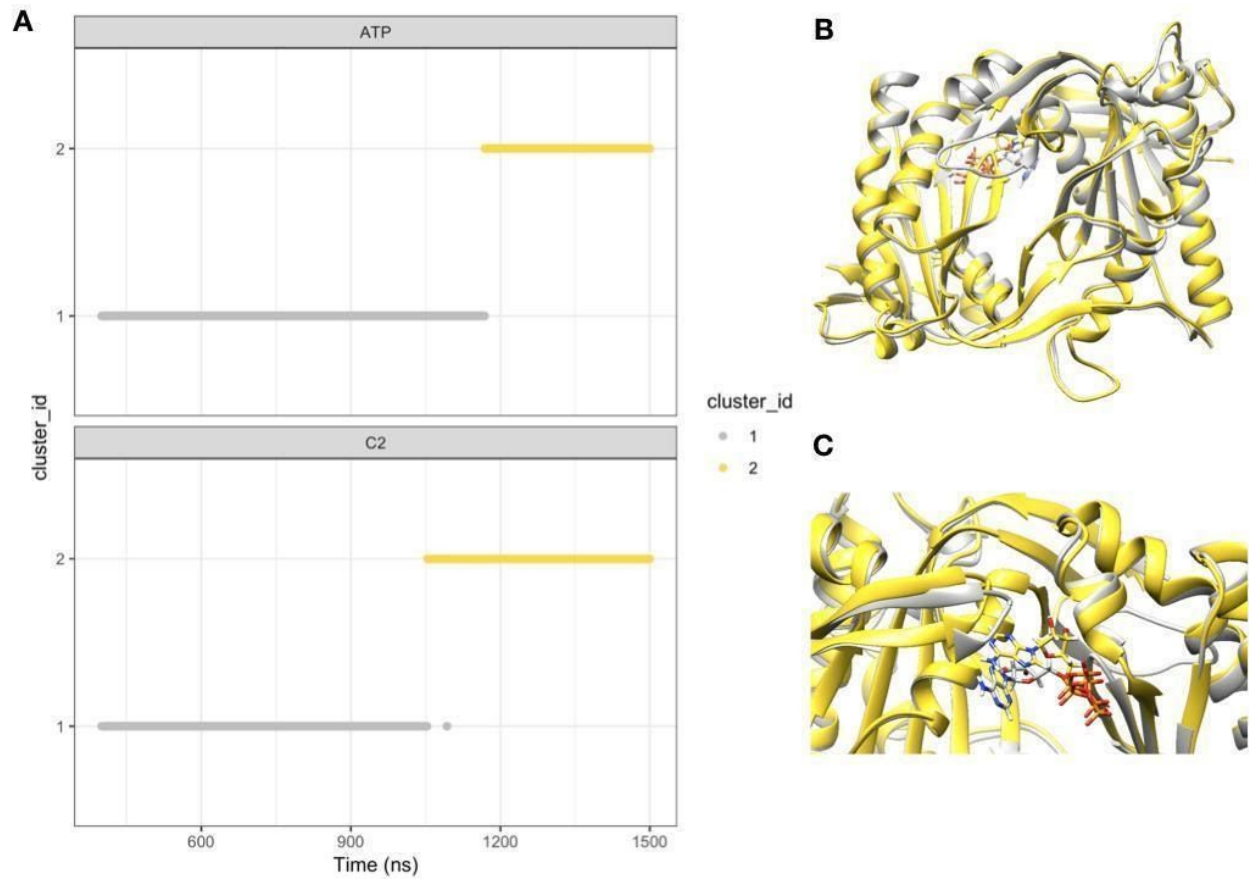 A
ATP
2
1
C2
2
1
cluster_id
600
900
1200
1500
Time (ns)
cluster_id
1
2
B
C